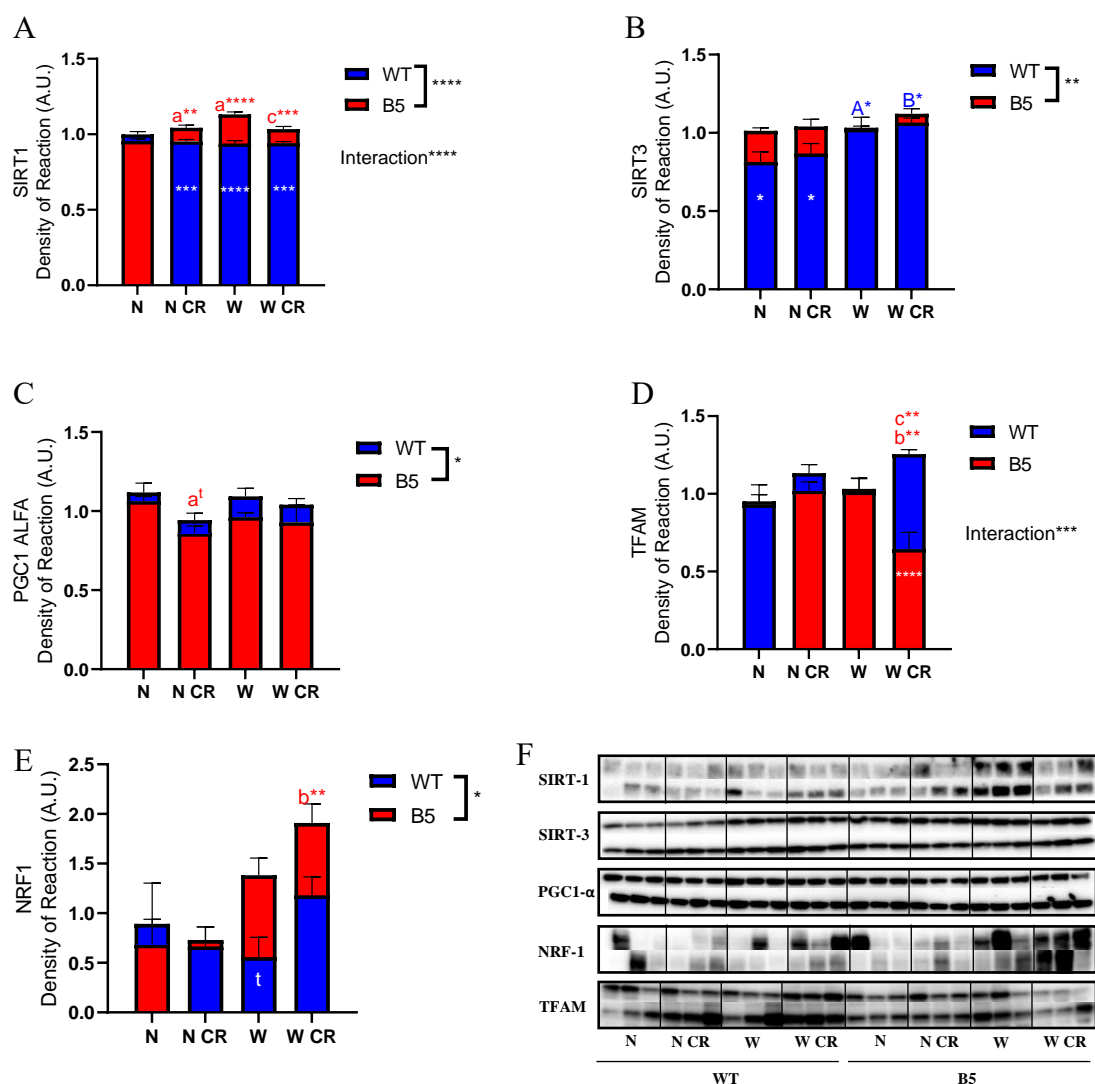 A
SIRT1
Density of Reaction (A.U.)
1.5
1.0
0.5
0.0
a**
a****
c***
***
****
***
N
N CR
W
W CR
WT
B5
****
Interaction****
B
SIRT3
Density of Reaction (A.U.)
1.5
1.0
0.5
0.0
A*
B*
*
*
N
N CR
W
W CR
WT
B5
**
C
PGC1 ALFA
Density of Reaction (A.U.)
1.5
1.0
0.5
0.0
at
N
N CR
W
W CR
WT
B5
*
D
TFAM
Density of Reaction (A.U.)
1.5
1.0
0.5
0.0
c**
b**
****
N
N CR
W
W CR
WT
B5
Interaction***
E
NRF1
Density of Reaction (A.U.)
2.5
2.0
1.5
1.0
0.5
0.0
b**
t
N
N CR
W
W CR
WT
B5
*
F
SIRT-1
SIRT-3
PGC1-α
NRF-1
TFAM
N N CR W W CR N N CR W W CR
WT B5